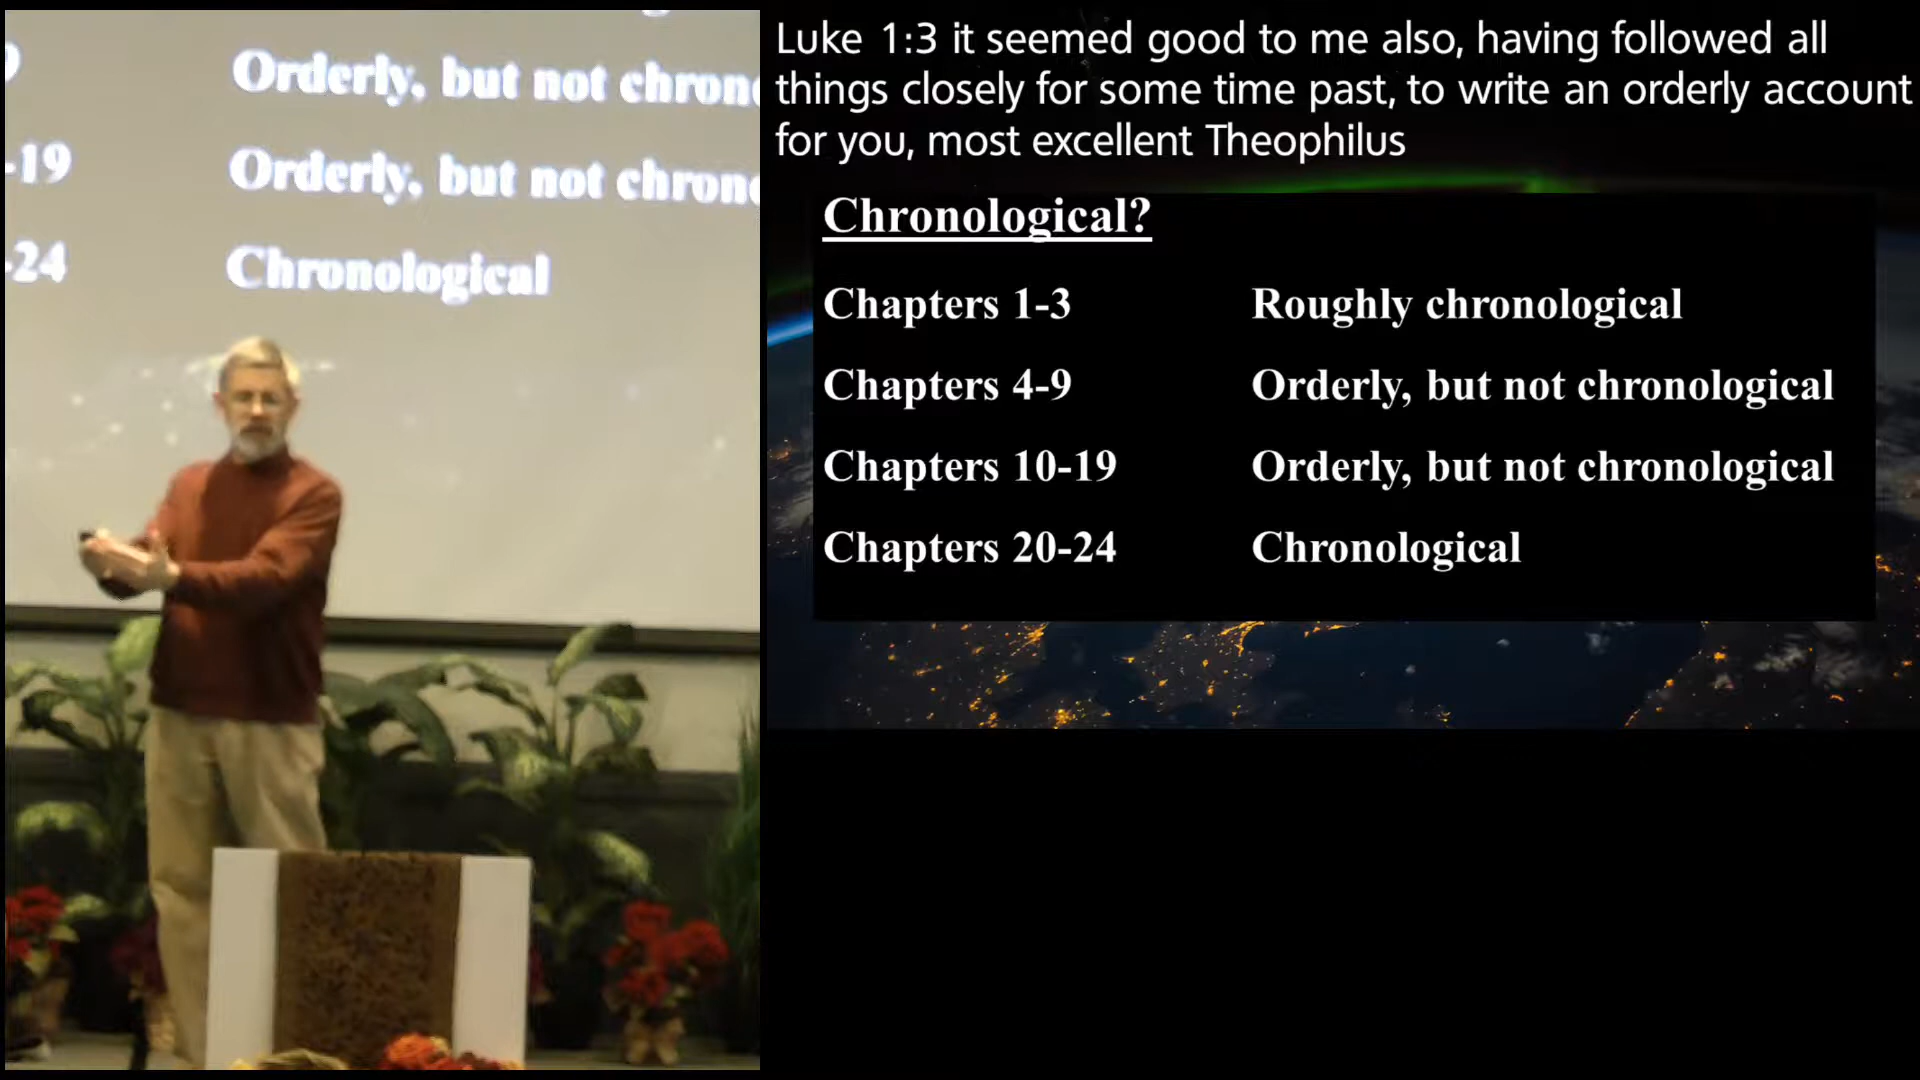 9 Orderly, but not chrono
-19 Orderly, but not chrono
-24 Chronological
Luke 1:3 it seemed good to me also, having followed all
things closely for some time past, to write an orderly account
for you, most excellent Theophilus
Chronological?
Chapters 1-3 Roughly chronological
Chapters 4-9 Orderly, but not chronological
Chapters 10-19 Orderly, but not chronological
Chapters 20-24 Chronological